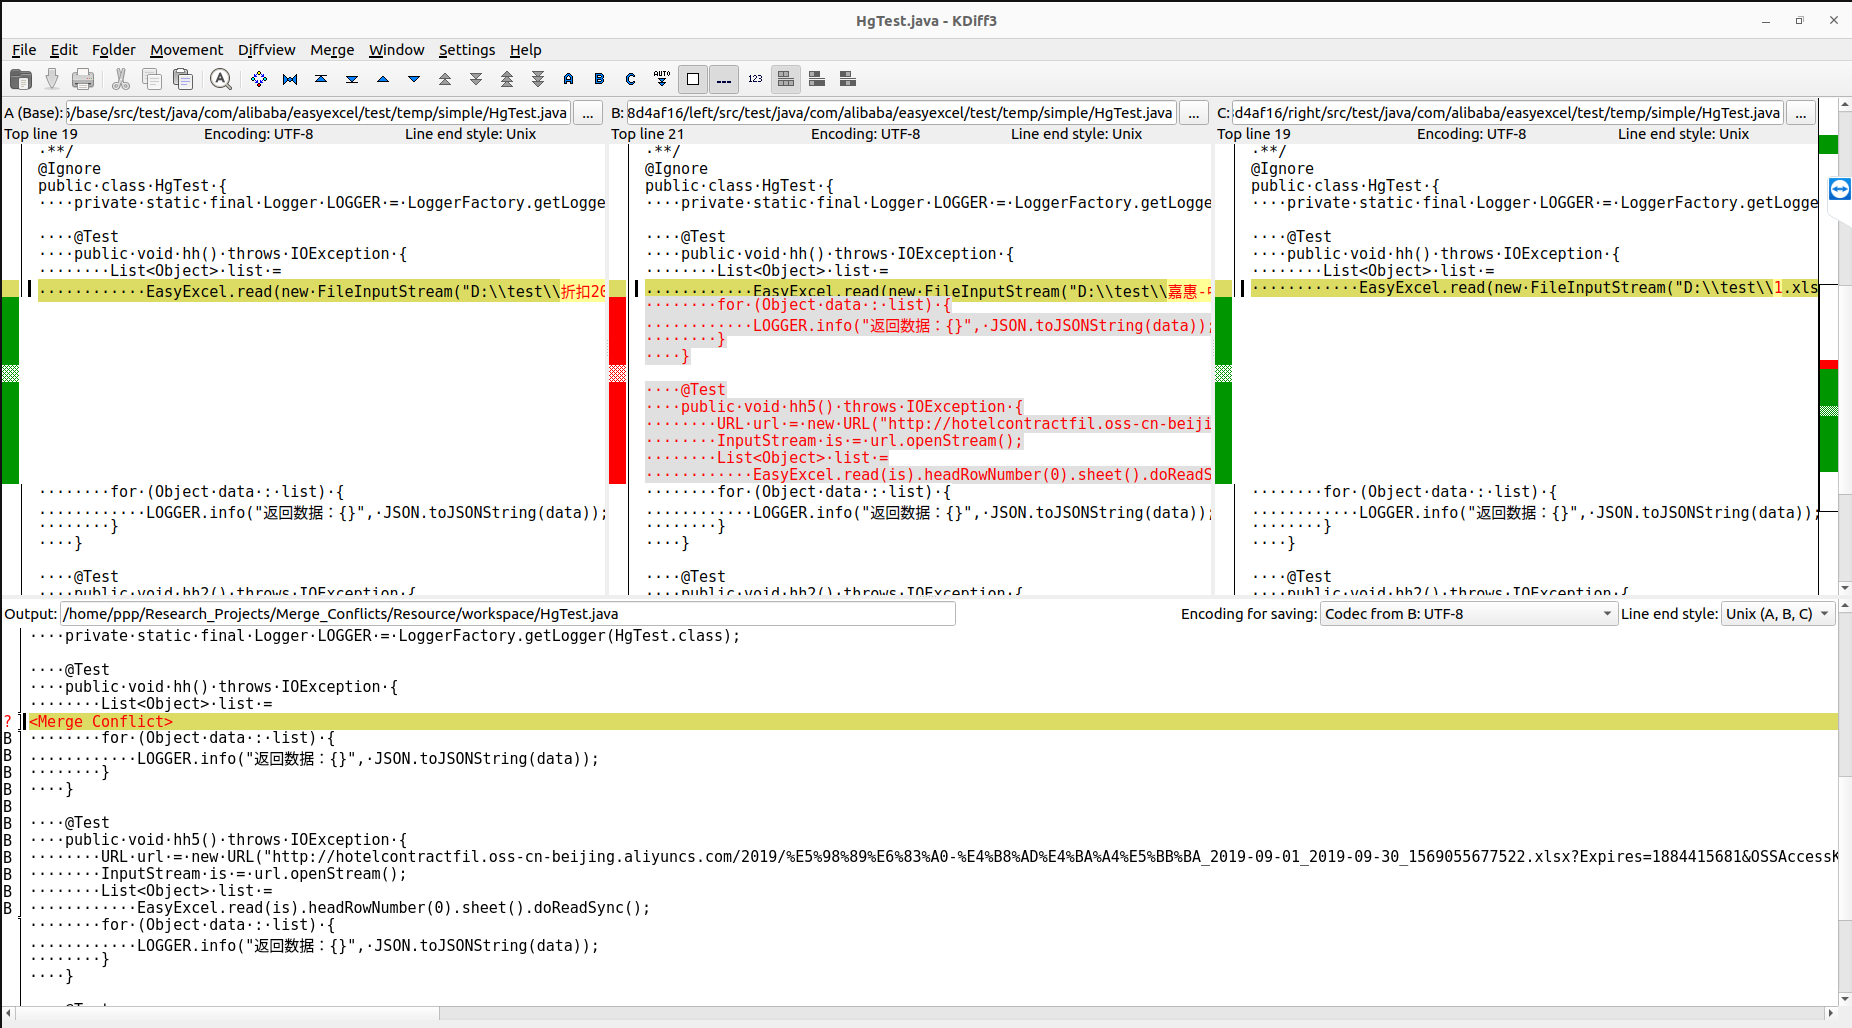 HgTest.java - KDiff3
File Edit Folder Movement Diffview Merge Window Settings Help
A B C AUTO 123
A (Base): /base/src/test/java/com/alibaba/easyexcel/test/temp/simple/HgTest.java ...
Top line 19 Encoding: UTF-8 Line end style: Unix
·**/
@Ignore
public·class·HgTest·{
····private·static·final·Logger·LOGGER·=·LoggerFactory.getLogge
····@Test
····public·void·hh()·throws·IOException·{
········List<Object>·list·=
············EasyExcel.read(new·FileInputStream("D:\\test\\折扣20
········for·(Object·data·:·list)·{
············LOGGER.info("返回数据：{}",·JSON.toJSONString(data));
········}
····}
····@Test
····public·void·hh2()·throws·IOException·{
B: 8d4af16/left/src/test/java/com/alibaba/easyexcel/test/temp/simple/HgTest.java ...
Top line 21 Encoding: UTF-8 Line end style: Unix
·**/
@Ignore
public·class·HgTest·{
····private·static·final·Logger·LOGGER·=·LoggerFactory.getLogge
····@Test
····public·void·hh()·throws·IOException·{
········List<Object>·list·=
············EasyExcel.read(new·FileInputStream("D:\\test\\嘉惠-
········for·(Object·data·:·list)·{
············LOGGER.info("返回数据：{}",·JSON.toJSONString(data));
········}
····}
····@Test
····public·void·hh5()·throws·IOException·{
········URL·url·=·new·URL("http://hotelcontractfil.oss-cn-beiji
········InputStream·is·=·url.openStream();
········List<Object>·list·=
············EasyExcel.read(is).headRowNumber(0).sheet().doReadS
········for·(Object·data·:·list)·{
············LOGGER.info("返回数据：{}",·JSON.toJSONString(data));
········}
····}
····@Test
····public·void·hh2()·throws·IOException·{
C: d4af16/right/src/test/java/com/alibaba/easyexcel/test/temp/simple/HgTest.java ...
Top line 19 Encoding: UTF-8 Line end style: Unix
·**/
@Ignore
public·class·HgTest·{
····private·static·final·Logger·LOGGER·=·LoggerFactory.getLogge
····@Test
····public·void·hh()·throws·IOException·{
········List<Object>·list·=
············EasyExcel.read(new·FileInputStream("D:\\test\\1.xls
········for·(Object·data·:·list)·{
············LOGGER.info("返回数据：{}",·JSON.toJSONString(data));
········}
····}
····@Test
····public·void·hh2()·throws·IOException·{
Output: /home/ppp/Research_Projects/Merge_Conflicts/Resource/workspace/HgTest.java Encoding for saving: Codec from B: UTF-8 Line end style: Unix (A, B, C)
····private·static·final·Logger·LOGGER·=·LoggerFactory.getLogger(HgTest.class);
····@Test
····public·void·hh()·throws·IOException·{
········List<Object>·list·=
? <Merge Conflict>
B ········for·(Object·data·:·list)·{
B ············LOGGER.info("返回数据：{}",·JSON.toJSONString(data));
B ········}
B ····}
B
B ····@Test
B ····public·void·hh5()·throws·IOException·{
B ········URL·url·=·new·URL("http://hotelcontractfil.oss-cn-beijing.aliyuncs.com/2019/%E5%98%89%E6%83%A0-%E4%B8%AD%E4%BA%A4%E5%BB%BA_2019-09-01_2019-09-30_1569055677522.xlsx?Expires=1884415681&OSSAccessK
B ········InputStream·is·=·url.openStream();
B ········List<Object>·list·=
B ············EasyExcel.read(is).headRowNumber(0).sheet().doReadSync();
········for·(Object·data·:·list)·{
············LOGGER.info("返回数据：{}",·JSON.toJSONString(data));
········}
····}